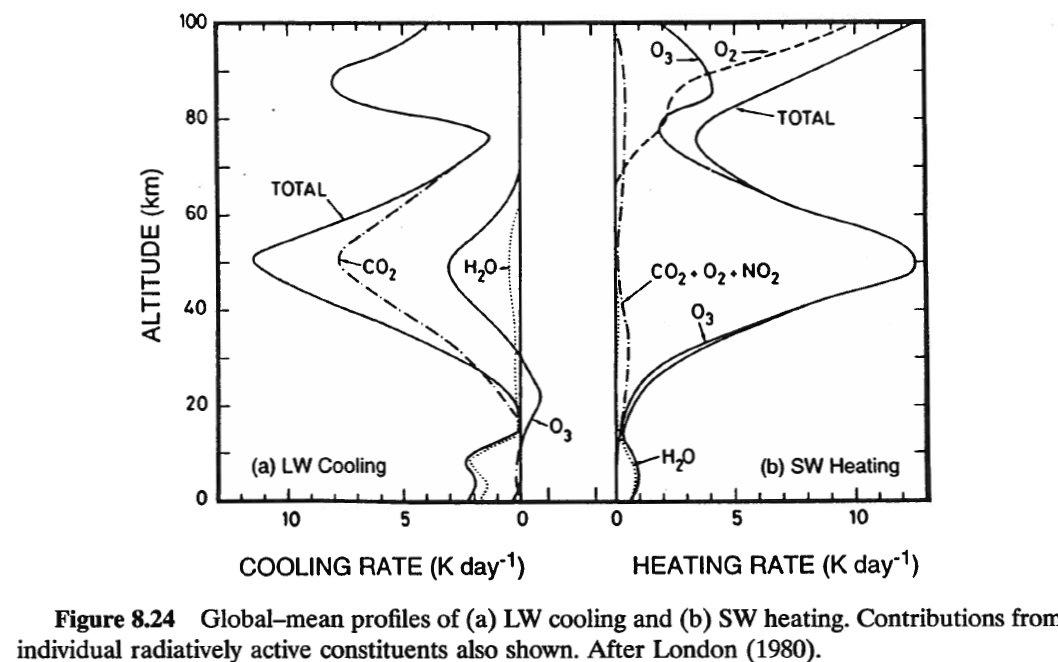 100
80
60
40
20
0
ALTITUDE (km)
TOTAL
CO2
H2O
O3
(a) LW Cooling
10
5
0
COOLING RATE (K day-1)
O3
O2
TOTAL
CO2 + O2 + NO2
O3
H2O
(b) SW Heating
0
5
10
HEATING RATE (K day-1)
Figure 8.24 Global–mean profiles of (a) LW cooling and (b) SW heating. Contributions from
individual radiatively active constituents also shown. After London (1980).